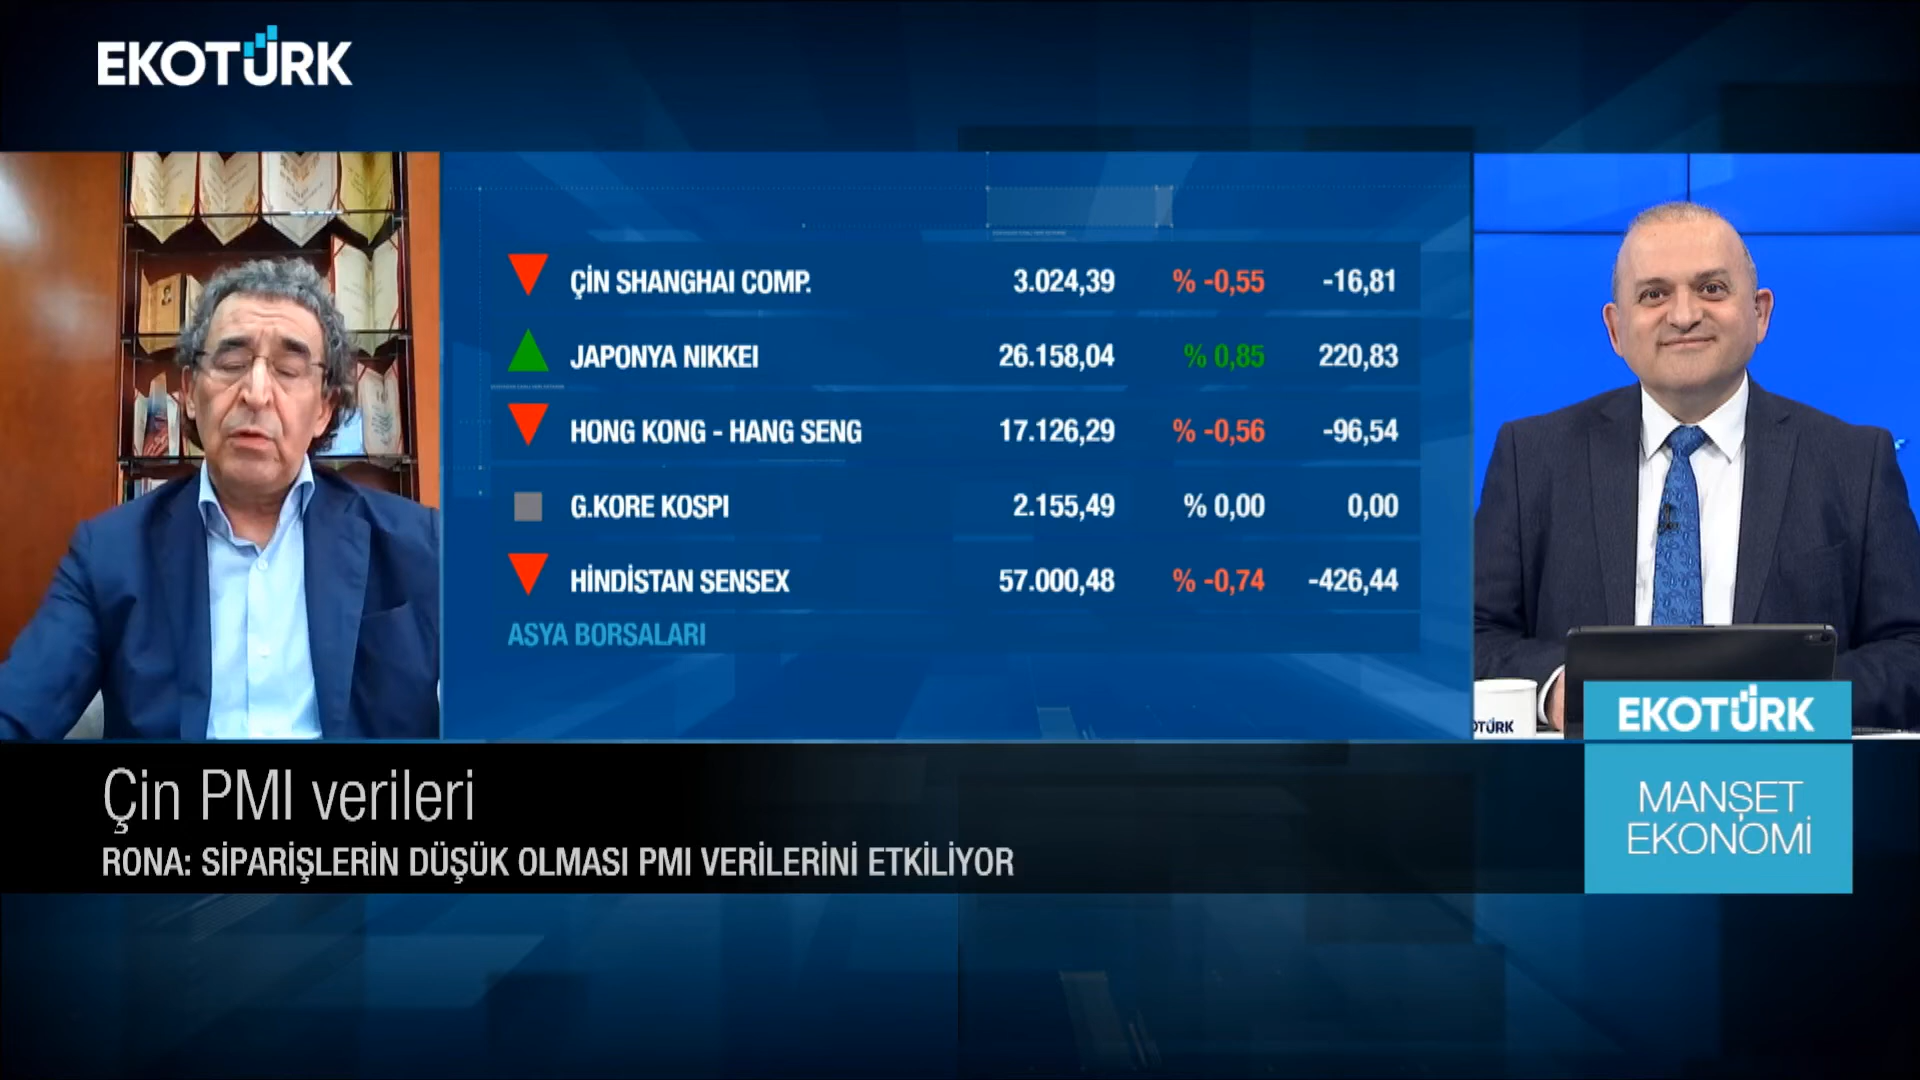 EKOTÜRK
ÇİN SHANGHAI COMP. 3.024,39 % -0,55 -16,81
JAPONYA NIKKEI 26.158,04 % 0,85 220,83
HONG KONG - HANG SENG 17.126,29 % -0,56 -96,54
G.KORE KOSPI 2.155,49 % 0,00 0,00
HİNDİSTAN SENSEX 57.000,48 % -0,74 -426,44
ASYA BORSALARI
EKOTÜRK
Çin PMI verileri
RONA: SİPARİŞLERİN DÜŞÜK OLMASI PMI VERİLERİNİ ETKİLİYOR
MANŞET
EKONOMİ